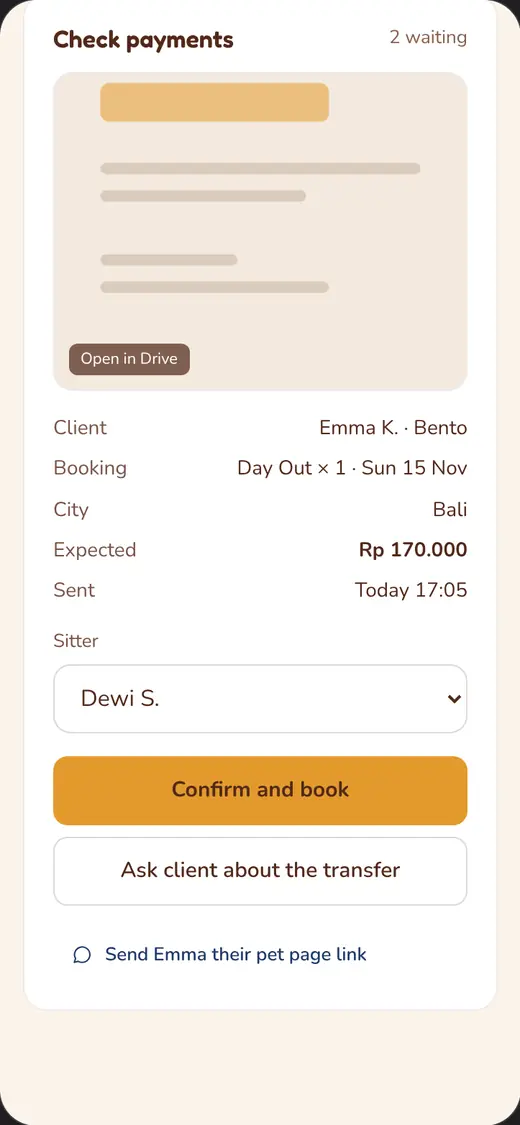 Check payments 2 waiting
Open in Drive
Client Emma K. · Bento
Booking Day Out × 1 · Sun 15 Nov
City Bali
Expected Rp 170.000
Sent Today 17:05
Sitter
Dewi S.
Confirm and book
Ask client about the transfer
Send Emma their pet page link